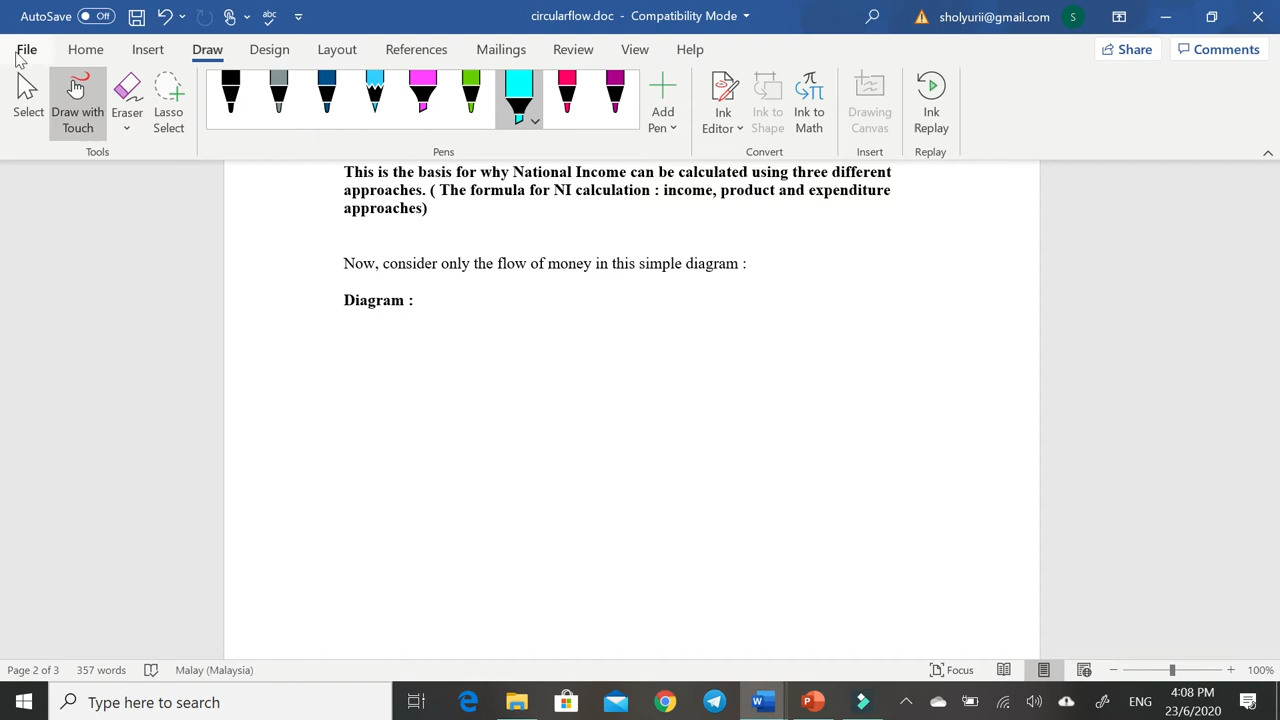 AutoSave Off
circularflow.doc - Compatibility Mode
sholyurii@gmail.com S
File Home Insert Draw Design Layout References Mailings Review View Help
Share Comments
Select
Draw with Touch
Eraser
Lasso Select
Add Pen
Ink Editor
Ink to Shape
Ink to Math
Drawing Canvas
Ink Replay
Tools Pens Convert Insert Replay
This is the basis for why National Income can be calculated using three different
approaches. ( The formula for NI calculation : income, product and expenditure
approaches)
Now, consider only the flow of money in this simple diagram :
Diagram :
Page 2 of 3 357 words Malay (Malaysia) Focus 100%
Type here to search
ENG
4:08 PM
23/6/2020